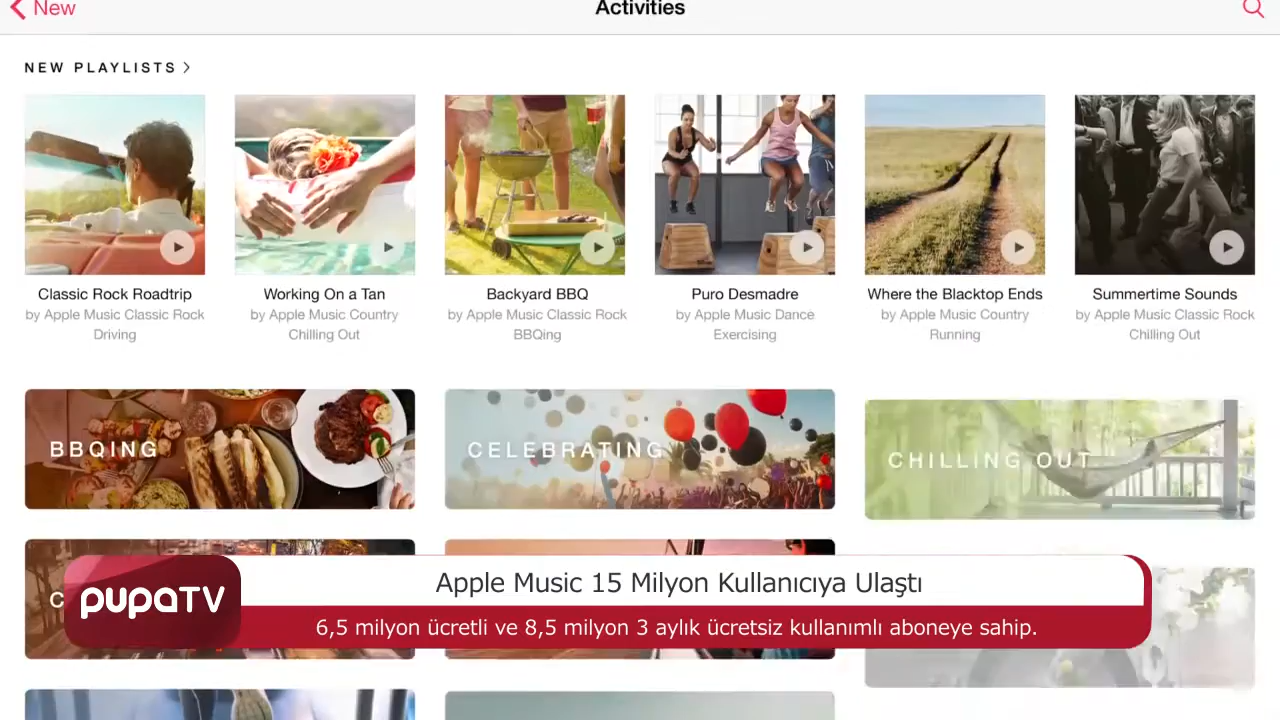 New
Activities
NEW PLAYLISTS
Classic Rock Roadtrip
by Apple Music Classic Rock
Driving
Working On a Tan
by Apple Music Country
Chilling Out
Backyard BBQ
by Apple Music Classic Rock
BBQing
Puro Desmadre
by Apple Music Dance
Exercising
Where the Blacktop Ends
by Apple Music Country
Running
Summertime Sounds
by Apple Music Classic Rock
Chilling Out
BBQING
CELEBRATING
CHILLING OUT
C
pupaTV
Apple Music 15 Milyon Kullanıcıya Ulaştı
6,5 milyon ücretli ve 8,5 milyon 3 aylık ücretsiz kullanımlı aboneye sahip.